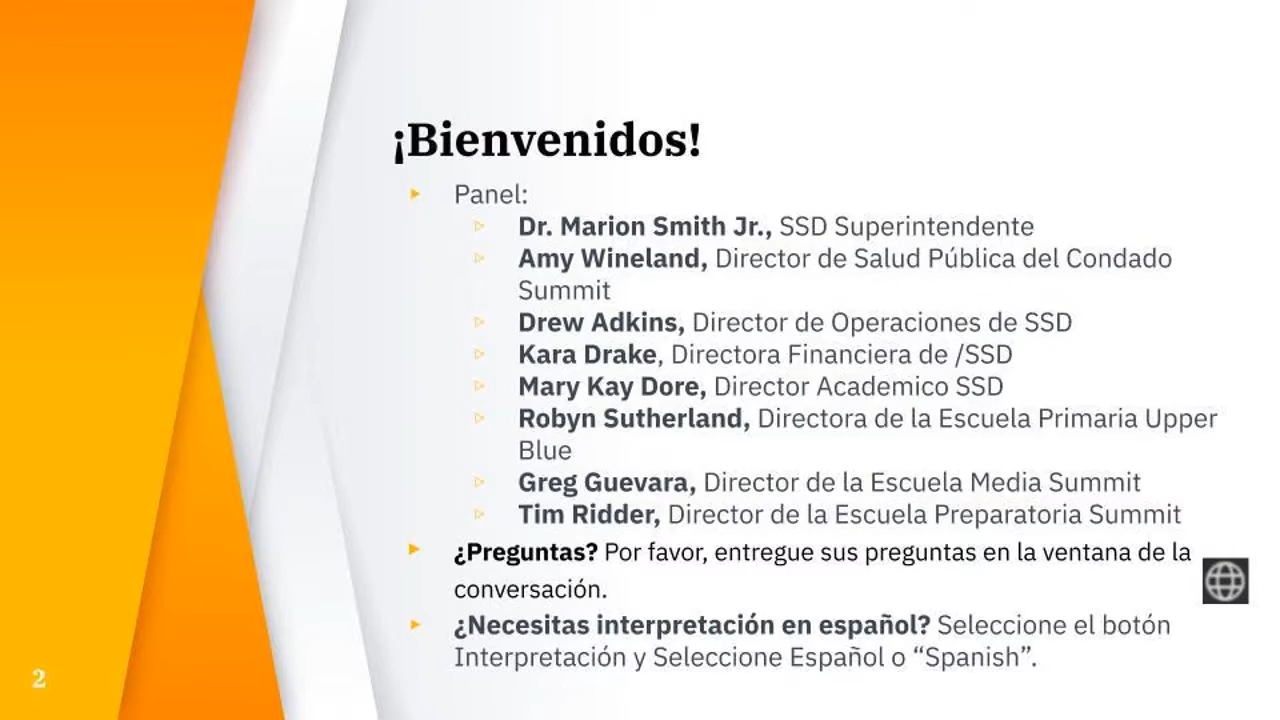 ¡Bienvenidos!
Panel:
Dr. Marion Smith Jr., SSD Superintendente
Amy Wineland, Director de Salud Pública del Condado
Summit
Drew Adkins, Director de Operaciones de SSD
Kara Drake, Directora Financiera de /SSD
Mary Kay Dore, Director Academico SSD
Robyn Sutherland, Directora de la Escuela Primaria Upper
Blue
Greg Guevara, Director de la Escuela Media Summit
Tim Ridder, Director de la Escuela Preparatoria Summit
¿Preguntas? Por favor, entregue sus preguntas en la ventana de la
conversación.
¿Necesitas interpretación en español? Seleccione el botón
Interpretación y Seleccione Español o “Spanish”.
2